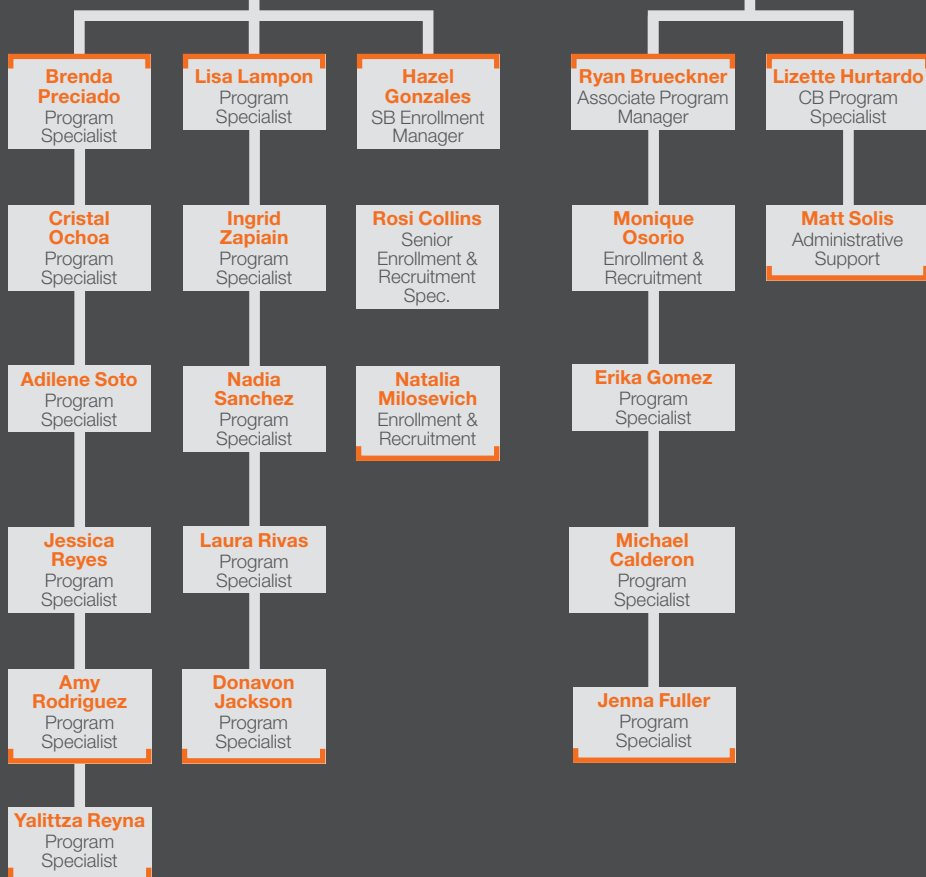 Brenda
Preciado
Program
Specialist
Lisa Lampon
Program
Specialist
Hazel
Gonzales
SB Enrollment
Manager
Ryan Brueckner
Associate Program
Manager
Lizette Hurtardo
CB Program
Specialist
Cristal
Ochoa
Program
Specialist
Ingrid
Zapiain
Program
Specialist
Rosi Collins
Senior
Enrollment &
Recruitment
Spec.
Monique
Osorio
Enrollment &
Recruitment
Matt Solis
Administrative
Support
Adilene Soto
Program
Specialist
Nadia
Sanchez
Program
Specialist
Natalia
Milosevich
Enrollment &
Recruitment
Erika Gomez
Program
Specialist
Jessica
Reyes
Program
Specialist
Laura Rivas
Program
Specialist
Michael
Calderon
Program
Specialist
Amy
Rodriguez
Program
Specialist
Donavon
Jackson
Program
Specialist
Jenna Fuller
Program
Specialist
Yalittza Reyna
Program
Specialist